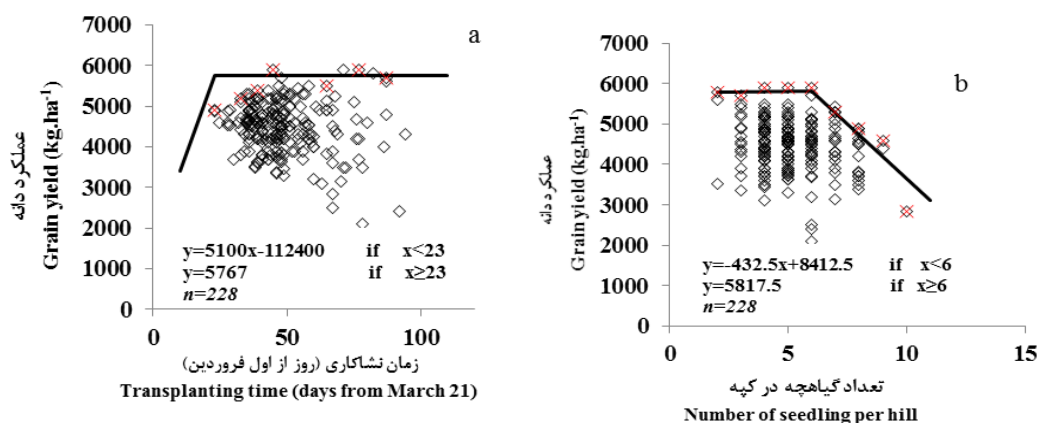 a
7000
6000
5000
4000
3000
2000
1000
0
عملکرد دانه
Grain yield (kg.ha-1)
y=5100x-112400 if x<23
y=5767 if x≥23
n=228
0 50 100
زمان نشاکاری (روز از اول فروردین)
Transplanting time (days from March 21)
b
7000
6000
5000
4000
3000
2000
1000
0
عملکرد دانه
Grain yield (kg.ha-1)
y=-432.5x+8412.5 if x<6
y=5817.5 if x≥6
n=228
0 5 10 15
تعداد گیاهچه در کپه
Number of seedling per hill